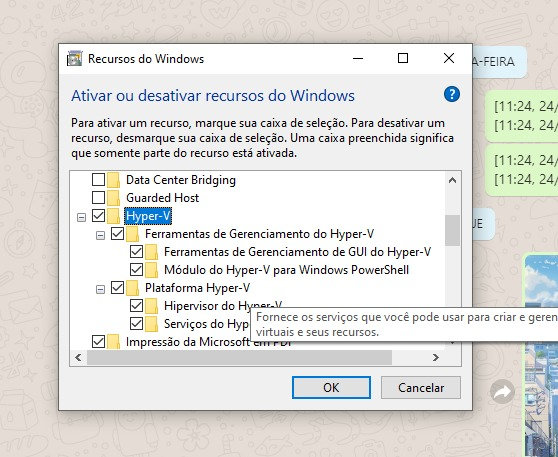 Recursos do Windows
Ativar ou desativar recursos do Windows
Para ativar um recurso, marque sua caixa de seleção. Para desativar um
recurso, desmarque sua caixa de seleção. Uma caixa preenchida significa
que somente parte do recurso está ativada.
Data Center Bridging
Guarded Host
Hyper-V
Ferramentas de Gerenciamento do Hyper-V
Ferramentas de Gerenciamento de GUI do Hyper-V
Módulo do Hyper-V para Windows PowerShell
Plataforma Hyper-V
Hipervisor do Hyper-V
Serviços do Hyp
Fornece os serviços que você pode usar para criar e geren
virtuais e seus recursos.
Impressão da Microsoft em PDF
OK
Cancelar
A-FEIRA
[11:24, 24/
[11:24, 24/
[11:24, 24/
[11:24, 24/
UE